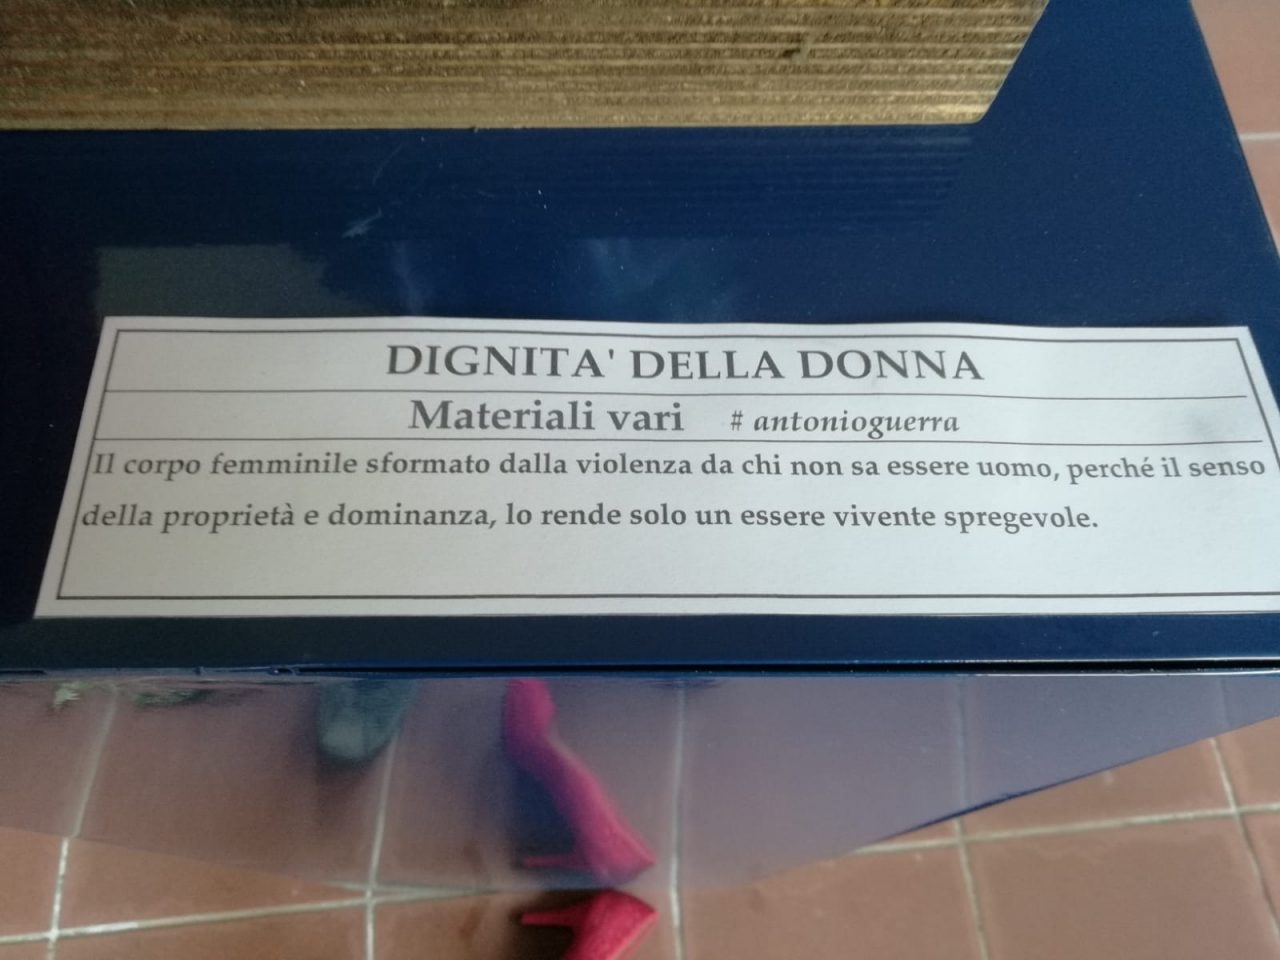 DIGNITA' DELLA DONNA
Materiali vari # antonioguerra
Il corpo femminile sformato dalla violenza da chi non sa essere uomo, perché il senso
della proprietà e dominanza, lo rende solo un essere vivente spregevole.